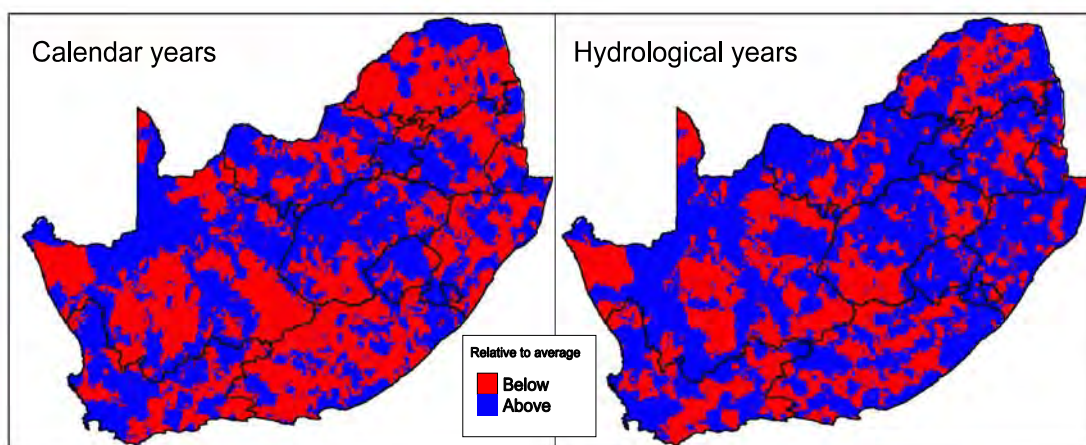 Calendar years
Hydrological years
Relative to average
Below
Above